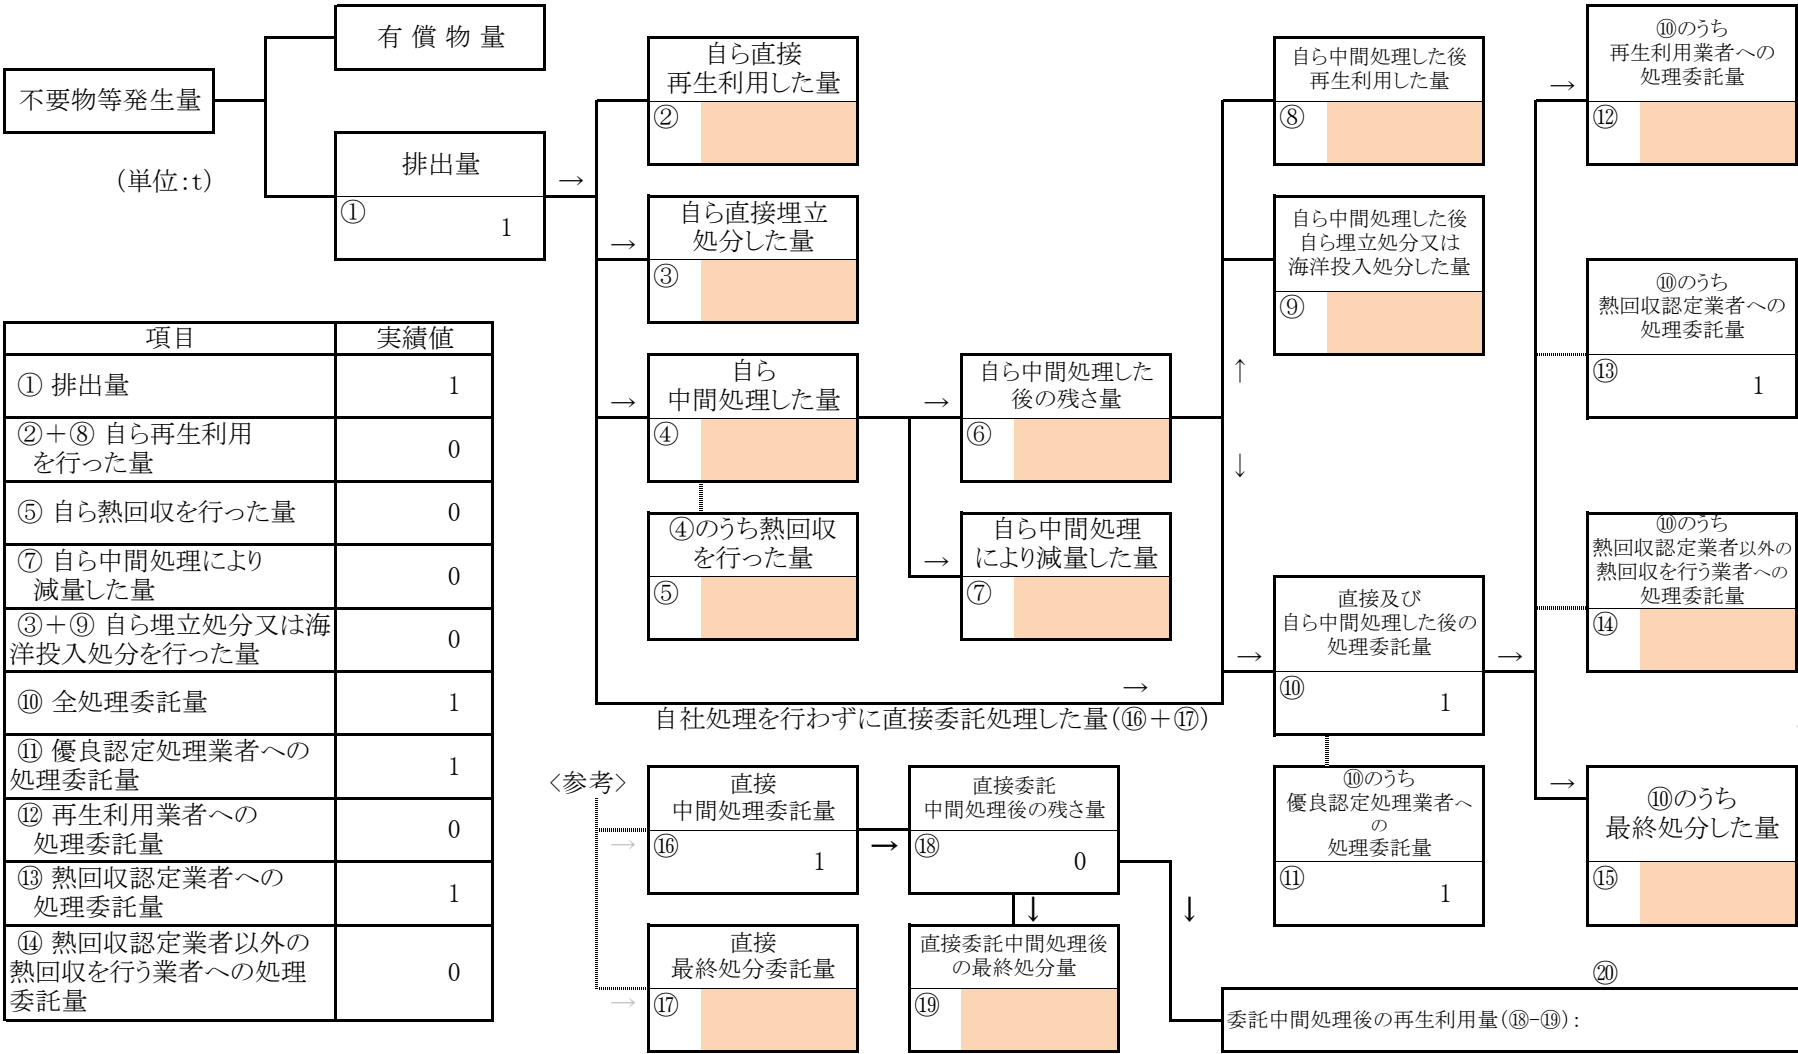 有 償 物 量
不要物等発生量
(単位:t)
排出量
→
①
1
自ら直接
再生利用した量
②
→
自ら直接埋立
処分した量
③
→
自ら
中間処理した量
④
④のうち熱回収
を行った量
⑤
→
自ら中間処理した
後の残さ量
⑥
→
自ら中間処理
により減量した量
⑦
自ら中間処理した後
再生利用した量
⑧
自ら中間処理した後
自ら埋立処分又は
海洋投入処分した量
⑨
↑
↓
→
直接及び
自ら中間処理した後の
処理委託量
⑩
1
→
⑩のうち
優良認定処理業者へ
の
処理委託量
⑪
1
→
⑩のうち
再生利用業者への
処理委託量
⑫
⑩のうち
熱回収認定業者への
処理委託量
⑬
1
⑩のうち
熱回収認定業者以外の
熱回収を行う業者への
処理委託量
⑭
→
⑩のうち
最終処分した量
⑮
→
自社処理を行わずに直接委託処理した量(⑯+⑰)
<参考>
→
直接
中間処理委託量
⑯
1
→
直接委託
中間処理後の残さ量
⑱
0
↓
↓
→
直接
最終処分委託量
⑰
直接委託中間処理後
の最終処分量
⑲
⑳
委託中間処理後の再生利用量(⑱-⑲):
項目 実績値
① 排出量 1
②+⑧ 自ら再生利用
を行った量 0
⑤ 自ら熱回収を行った量 0
⑦ 自ら中間処理により
減量した量 0
③+⑨ 自ら埋立処分又は海
洋投入処分を行った量 0
⑩ 全処理委託量 1
⑪ 優良認定処理業者への
処理委託量 1
⑫ 再生利用業者への
処理委託量 0
⑬ 熱回収認定業者への
処理委託量 1
⑭ 熱回収認定業者以外の
熱回収を行う業者への処理
委託量 0